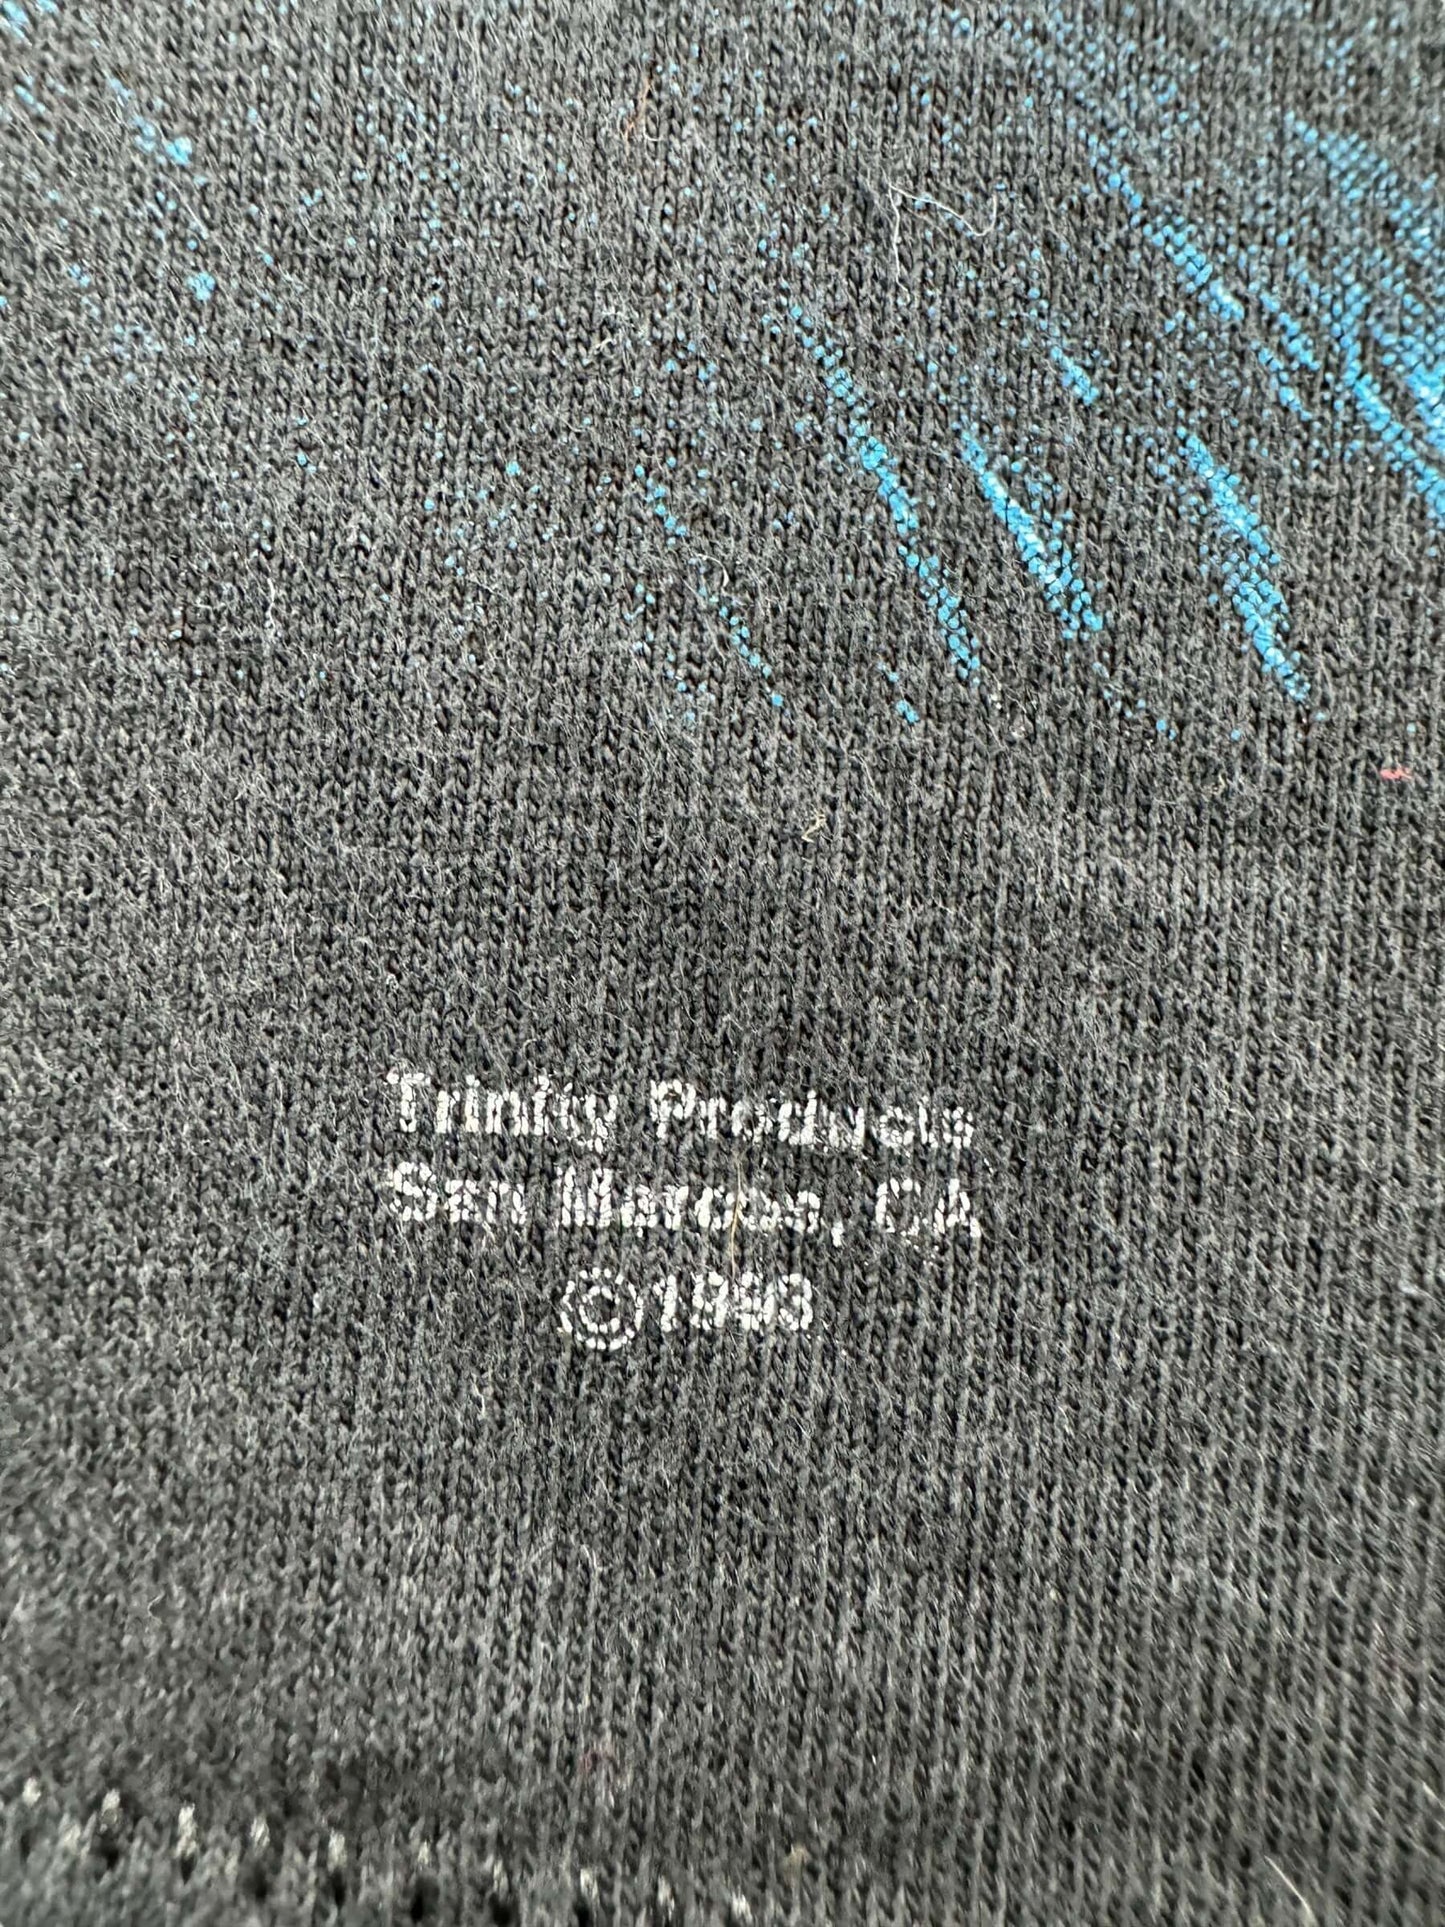 Trinity Products
San Marcos, CA
©1993